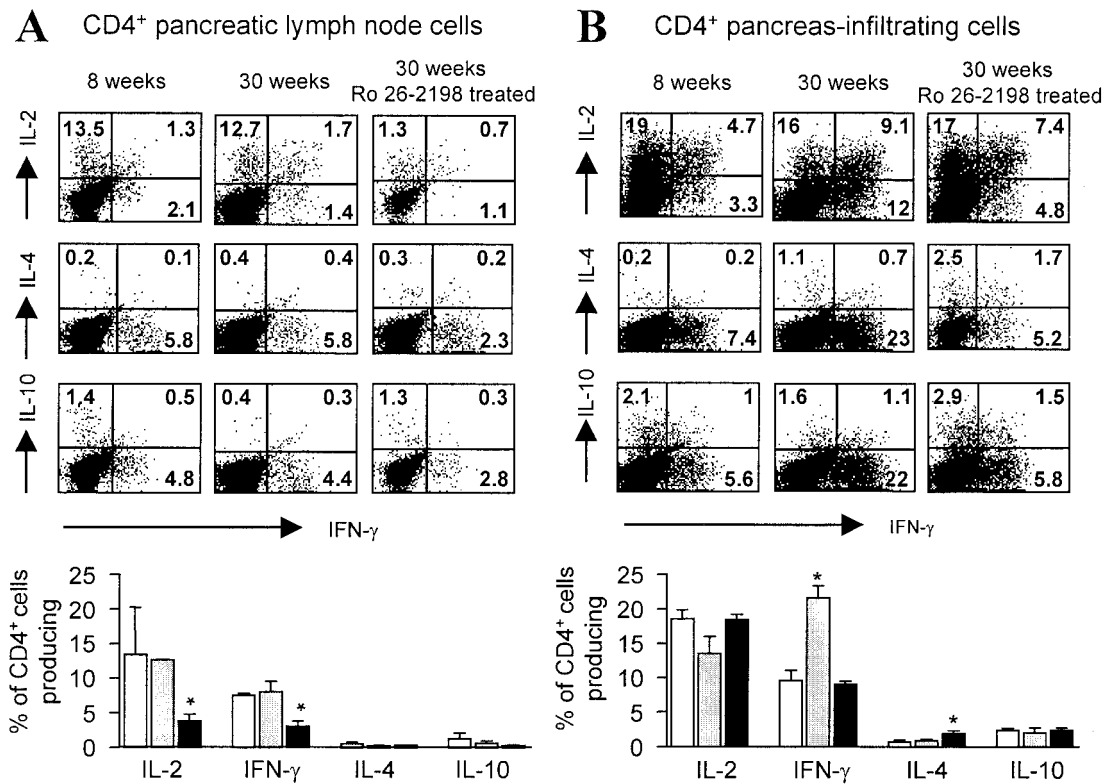 A CD4⁺ pancreatic lymph node cells
8 weeks
30 weeks
30 weeks
Ro 26-2198 treated
IL-2
13.5 1.3
2.1
12.7 1.7
1.4
1.3 0.7
1.1
IL-4
0.2 0.1
5.8
0.4 0.4
5.8
0.3 0.2
2.3
IL-10
1.4 0.5
4.8
0.4 0.3
4.4
1.3 0.3
2.8
IFN-γ
% of CD4⁺ cells
producing
25
20
15
10
5
0
* *
IL-2 IFN-γ IL-4 IL-10
B CD4⁺ pancreas-infiltrating cells
8 weeks
30 weeks
30 weeks
Ro 26-2198 treated
IL-2
19 4.7
3.3
16 9.1
12
17 7.4
4.8
IL-4
0.2 0.2
7.4
1.1 0.7
23
2.5 1.7
5.2
IL-10
2.1 1
5.6
1.6 1.1
22
2.9 1.5
5.8
IFN-γ
% of CD4⁺ cells
producing
25
20
15
10
5
0
* *
IL-2 IFN-γ IL-4 IL-10